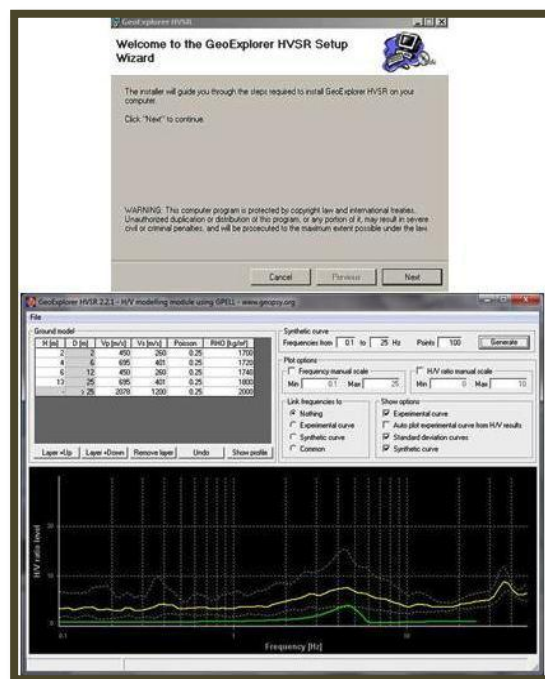 GeoExplorer HVSR
Welcome to the GeoExplorer HVSR Setup
Wizard
The installer will guide you through the steps required to install GeoExplorer HVSR on your
computer.
Click "Next" to continue.
WARNING: This computer program is protected by copyright law and international treaties.
Unauthorized duplication or distribution of this program, or any portion of it, may result in severe
civil or criminal penalties, and will be prosecuted to the maximum extent possible under the law.
Cancel Previous Next
GeoExplorer HVSR 2.2.1 - H/V modelling module using GPELL - www.geopsy.org
File
Ground model
H [m] D [m] Vp [m/s] Vs [m/s] Poisson RHO [kg/m³]
2 2 450 260 0.25 1700
4 6 695 401 0.25 1720
6 12 450 260 0.25 1740
13 25 695 401 0.25 1800
- > 25 2078 1200 0.25 2000
Layer +Up Layer +Down Remove layer Undo Show profile
Synthetic curve
Frequencies from 0.1 to 25 Hz Points 100 Generate
Plot options
Frequency manual scale H/V ratio manual scale
Min 0.1 Max 25 Min 0 Max 10
Link frequencies to
Nothing
Experimental curve
Synthetic curve
Common
Show options
Experimental curve
Auto plot experimental curve from H/V results
Standard deviation curves
Synthetic curve
H/V ratio level
20
10
0
0.1 1 10
Frequency [Hz]